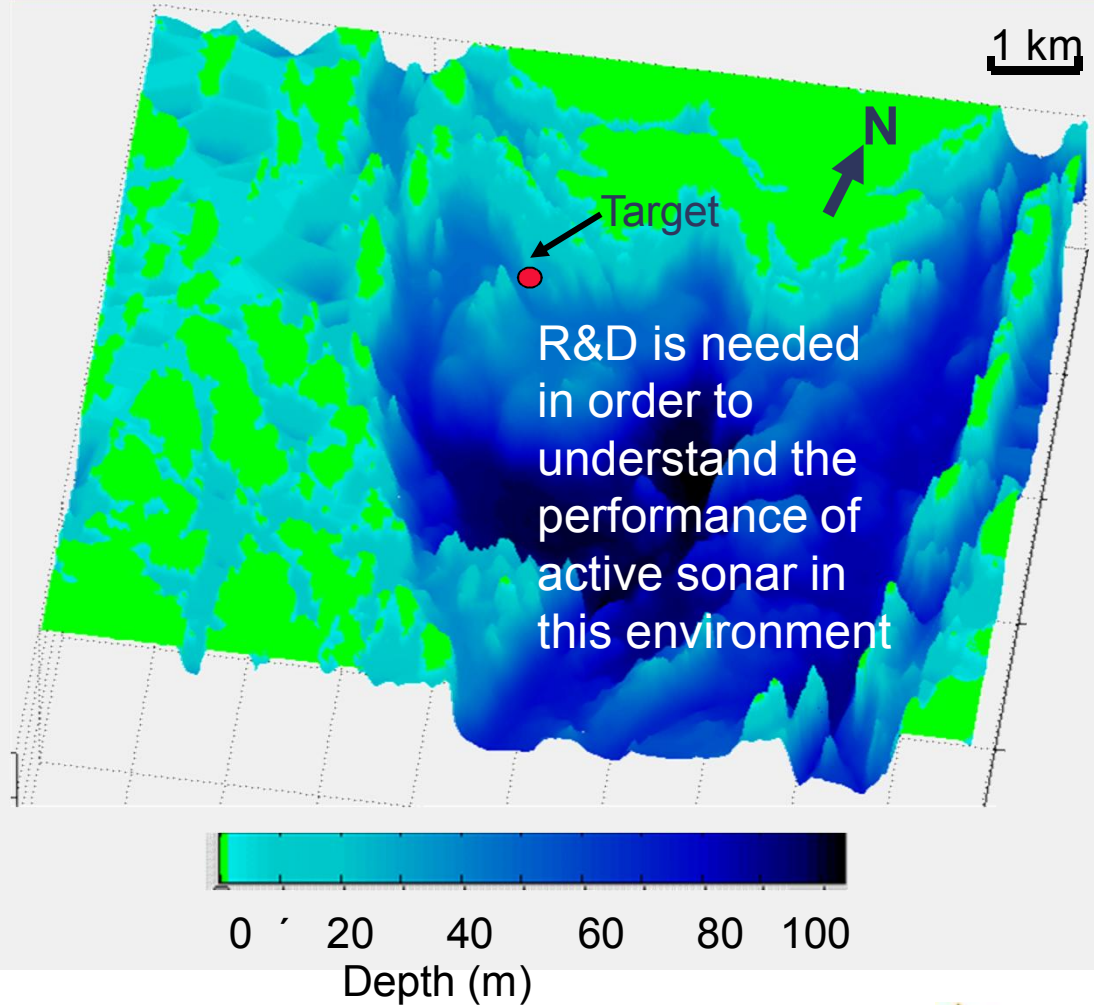 1 km
N
Target
R&D is needed
in order to
understand the
performance of
active sonar in
this environment
0 ´ 20 40 60 80 100
Depth (m)